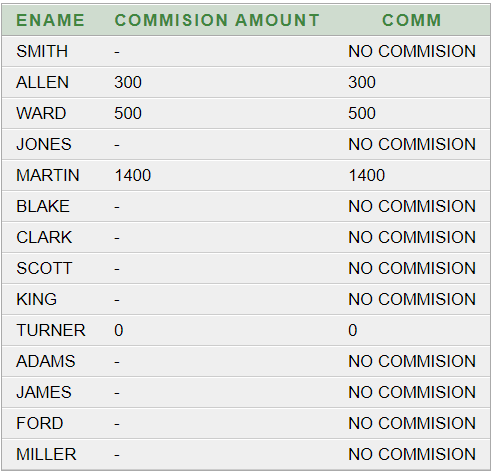 ENAME COMMISION AMOUNT COMM
SMITH - NO COMMISION
ALLEN 300 300
WARD 500 500
JONES - NO COMMISION
MARTIN 1400 1400
BLAKE - NO COMMISION
CLARK - NO COMMISION
SCOTT - NO COMMISION
KING - NO COMMISION
TURNER 0 0
ADAMS - NO COMMISION
JAMES - NO COMMISION
FORD - NO COMMISION
MILLER - NO COMMISION